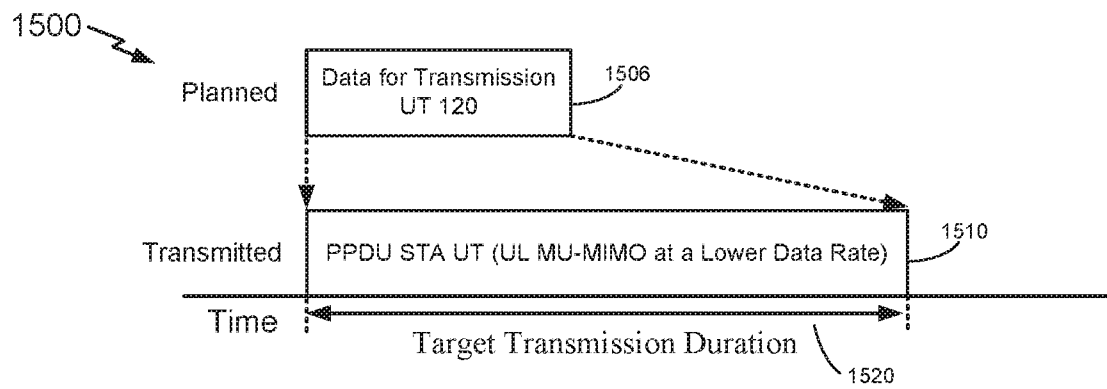 1500
Planned
Data for Transmission
UT 120
1506
Transmitted
PPDU STA UT (UL MU-MIMO at a Lower Data Rate)
1510
Time
Target Transmission Duration
1520